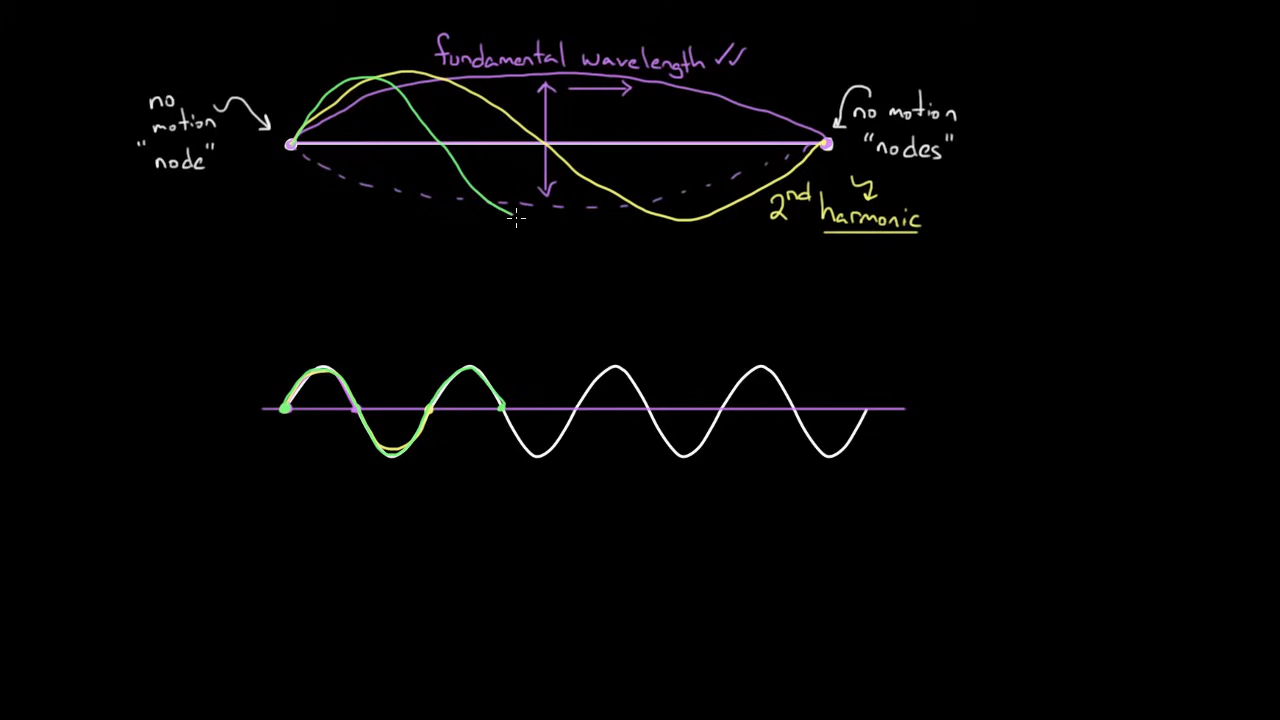 fundamental wavelength ✓✓
no
motion
"node"
no motion
"nodes"
2nd harmonic